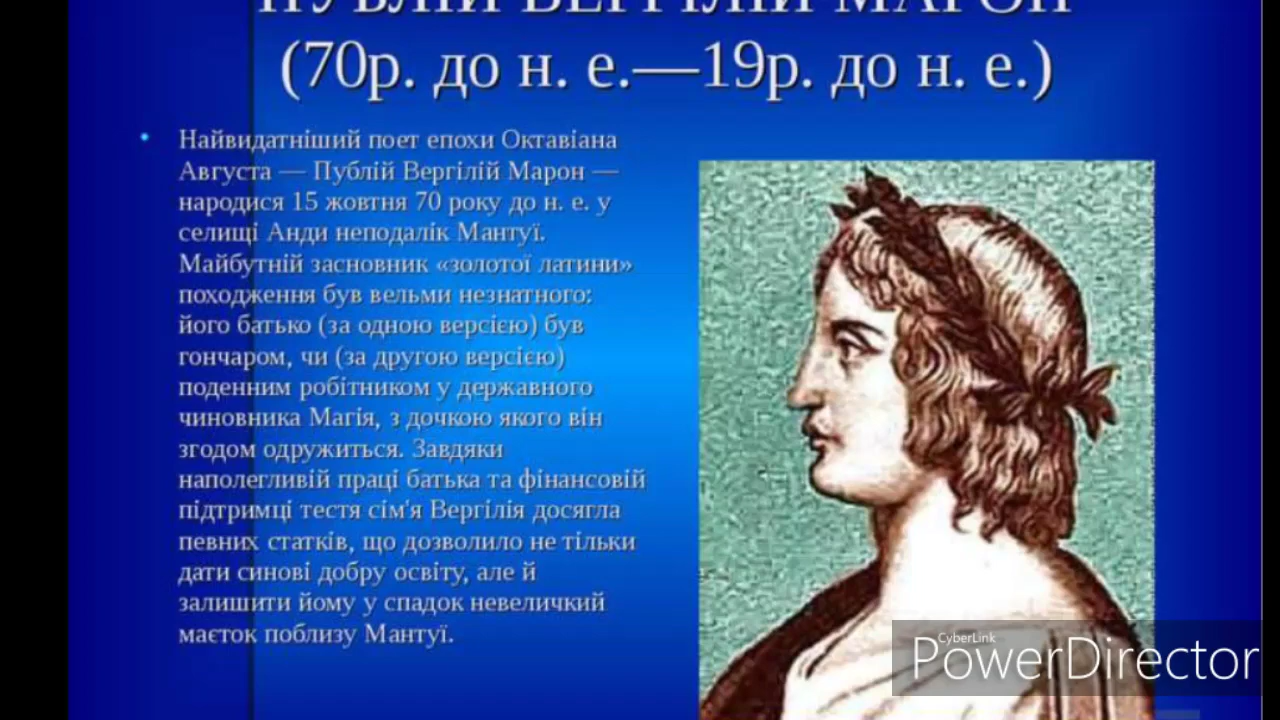 ПУБЛІЙ ВЕРГІЛІЙ МАРОН
(70р. до н. е.—19р. до н. е.)
Найвидатніший поет епохи Октавіана
Августа — Публій Вергілій Марон —
народися 15 жовтня 70 року до н. е. у
селищі Анди неподалік Мантуї.
Майбутній засновник «золотої латини»
походження був вельми незнатного:
його батько (за одною версією) був
гончаром, чи (за другою версією)
поденним робітником у державного
чиновника Магія, з дочкою якого він
згодом одружиться. Завдяки
наполегливій праці батька та фінансовій
підтримці тестя сім'я Вергілія досягла
певних статків, що дозволило не тільки
дати синові добру освіту, але й
залишити йому у спадок невеличкий
маєток поблизу Мантуї.
CyberLink
PowerDirector